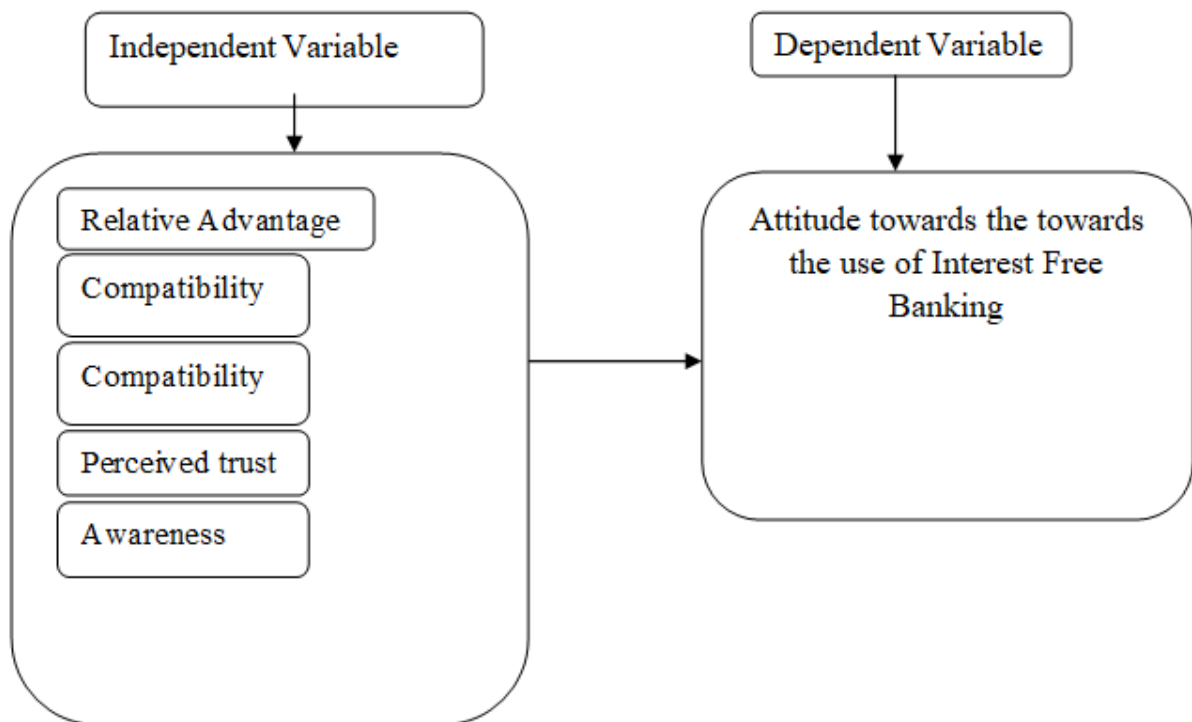 Independent Variable
Dependent Variable
Relative Advantage
Compatibility
Compatibility
Perceived trust
Awareness
Attitude towards the towards
the use of Interest Free
Banking